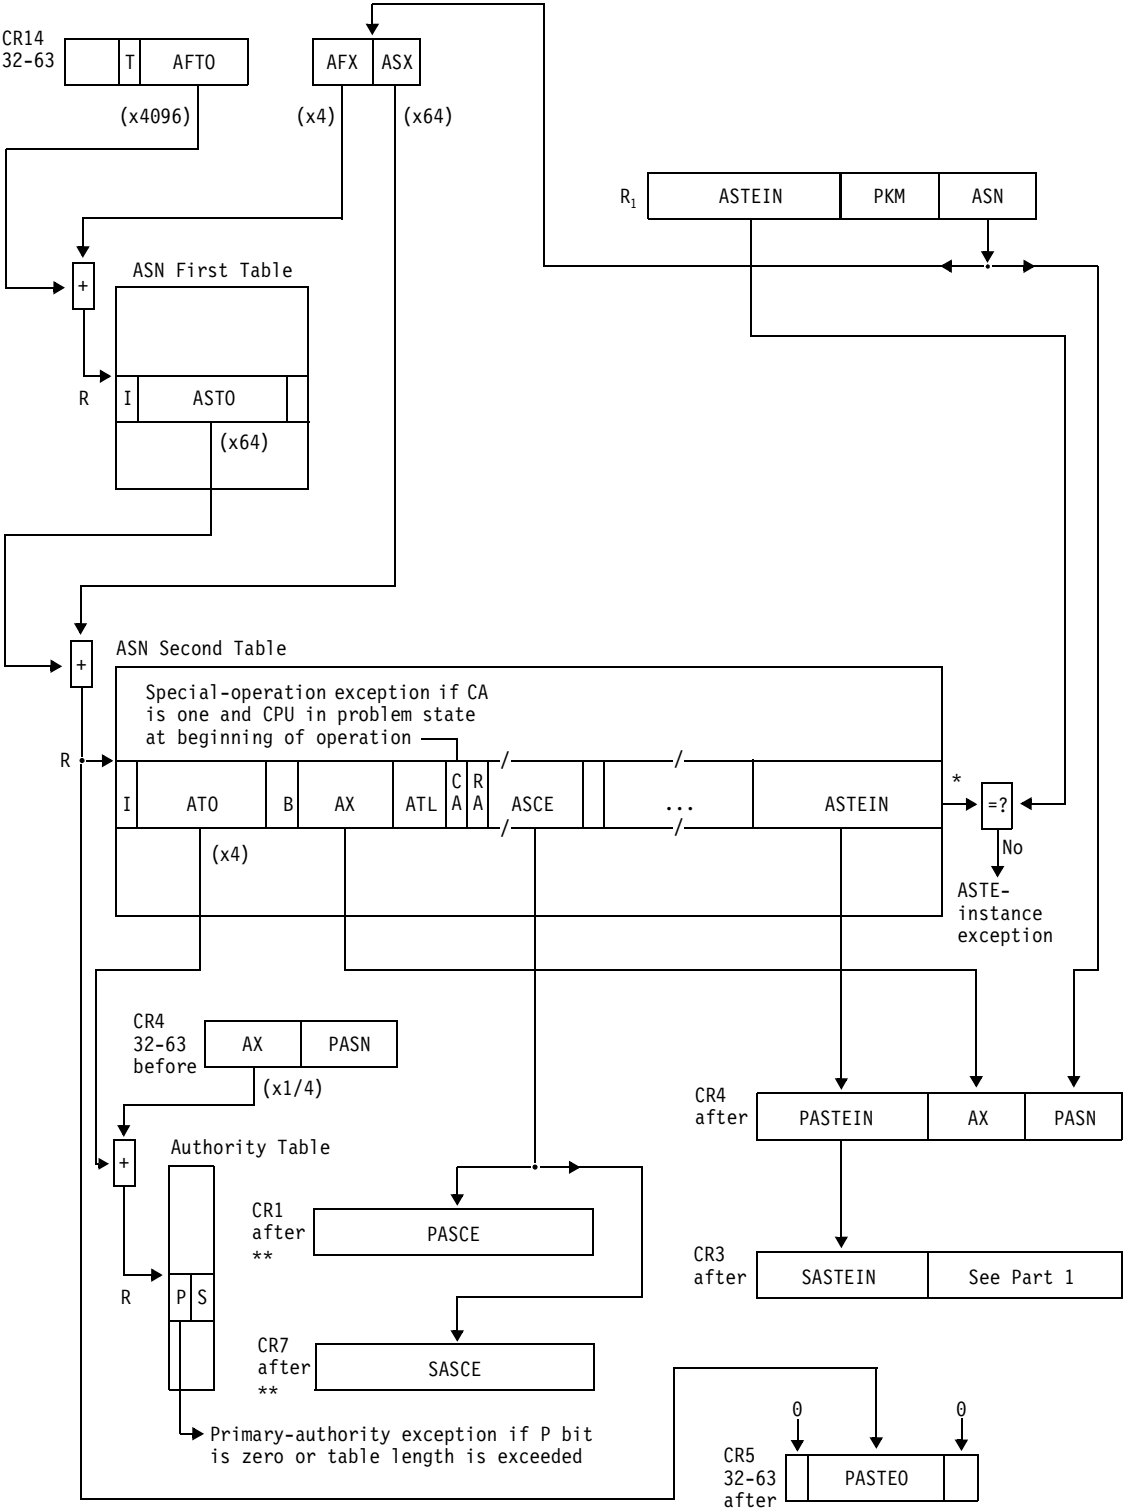 CR14
32-63
T
AFTO
AFX
ASX
(x4096)
(x4)
(x64)
R1
ASTEIN
PKM
ASN
ASN First Table
+
R
I
ASTO
(x64)
ASN Second Table
+
Special-operation exception if CA
is one and CPU in problem state
at beginning of operation
R
I
ATO
B
AX
ATL
CA
RA
ASCE
...
ASTEIN
*
=?
No
(x4)
ASTE-
instance
exception
CR4
32-63
before
AX
PASN
(x1/4)
CR4
after
PASTEIN
AX
PASN
+
Authority Table
R
P
S
CR1
after
**
PASCE
CR3
after
SASTEIN
See Part 1
CR7
after
**
SASCE
Primary-authority exception if P bit
is zero or table length is exceeded
0
0
CR5
32-63
after
PASTEO